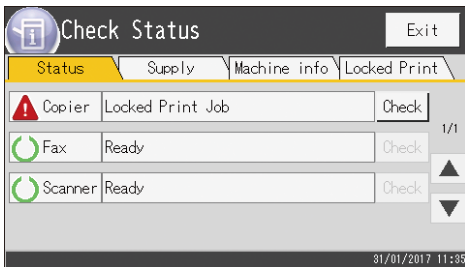 Check Status Exit
Status Supply Machine info Locked Print
Copier Locked Print Job Check
1/1
Fax Ready Check
Scanner Ready Check
31/01/2017 11:35